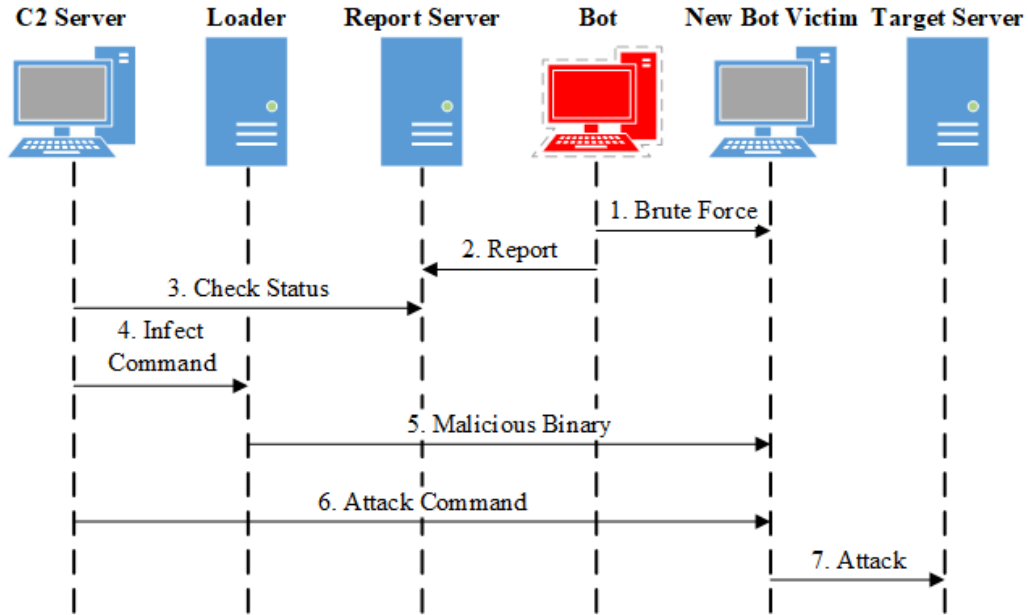 C2 Server
Loader
Report Server
Bot
New Bot Victim
Target Server
1. Brute Force
2. Report
3. Check Status
4. Infect
Command
5. Malicious Binary
6. Attack Command
7. Attack